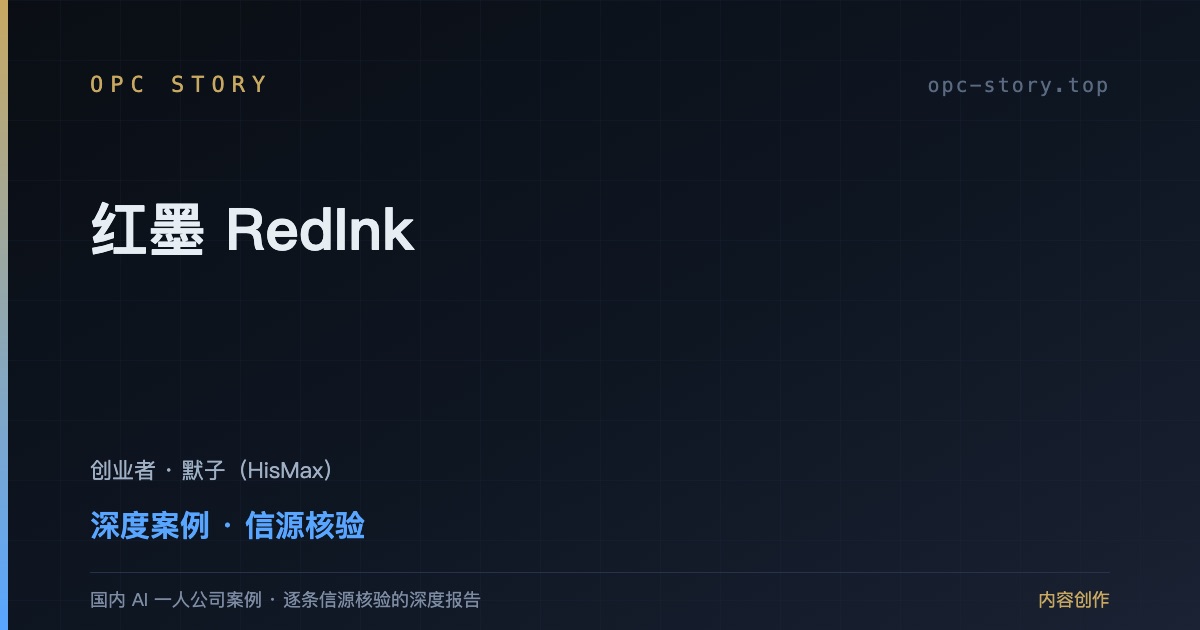 OPC STORY
opc-story.top
红墨 RedInk
创业者 · 默子（HisMax）
深度案例 · 信源核验
国内 AI 一人公司案例 · 逐条信源核验的深度报告
内容创作